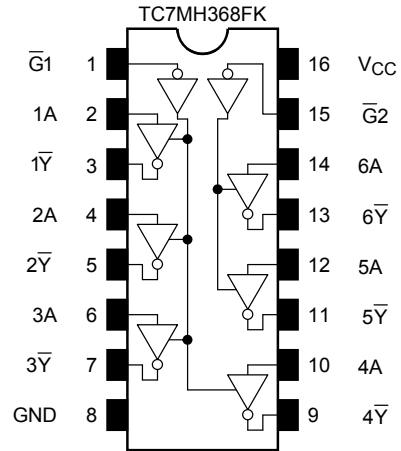 TC7MH368FK
G̅1 1 16 VCC
1A 2 15 G̅2
1Y̅ 3 14 6A
2A 4 13 6Y̅
2Y̅ 5 12 5A
3A 6 11 5Y̅
3Y̅ 7 10 4A
GND 8 9 4Y̅